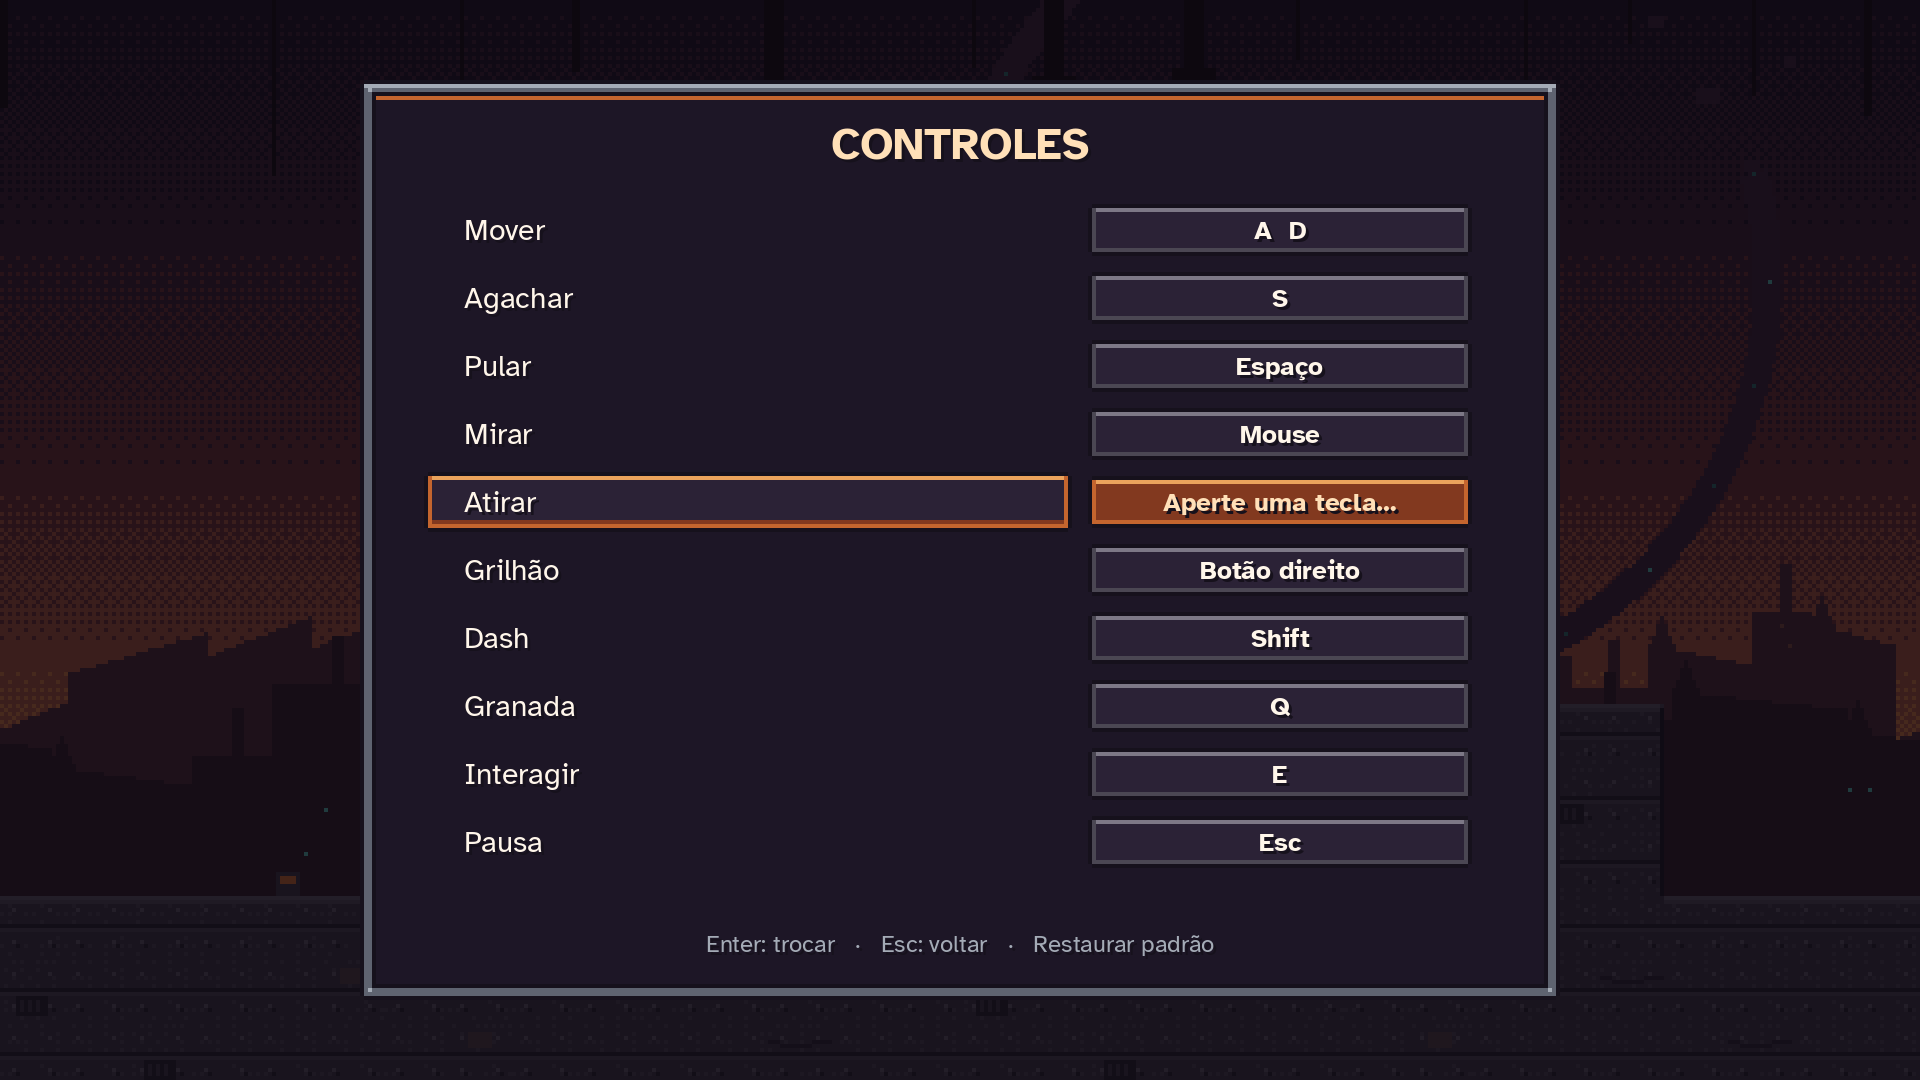 CONTROLES
Mover A D
Agachar S
Pular Espaço
Mirar Mouse
Atirar Aperte uma tecla...
Grilhão Botão direito
Dash Shift
Granada Q
Interagir E
Pausa Esc
Enter: trocar · Esc: voltar · Restaurar padrão